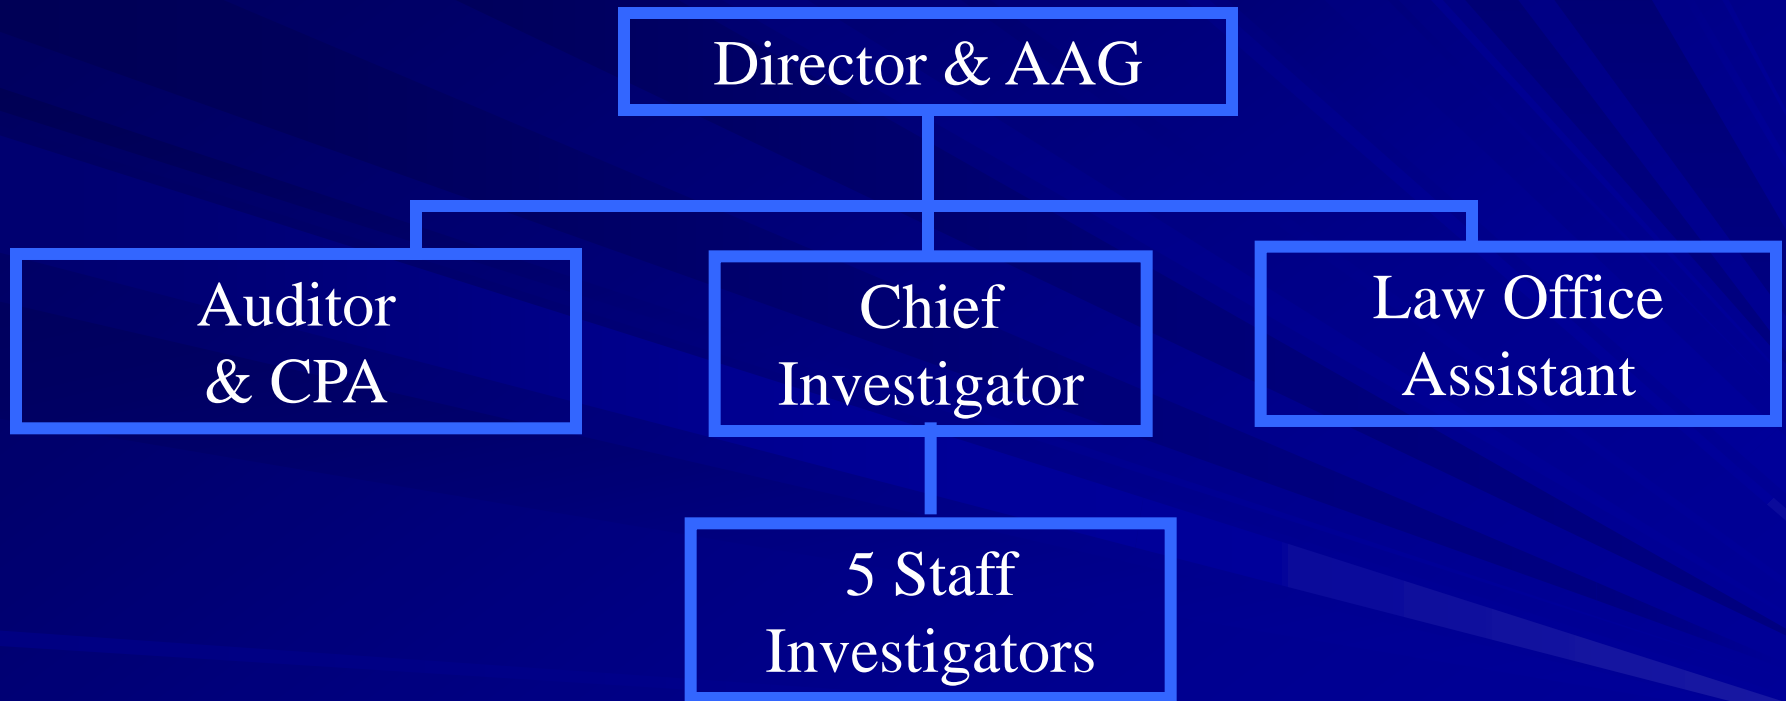 Director & AAG
Auditor
& CPA
Chief
Investigator
Law Office
Assistant
5 Staff
Investigators